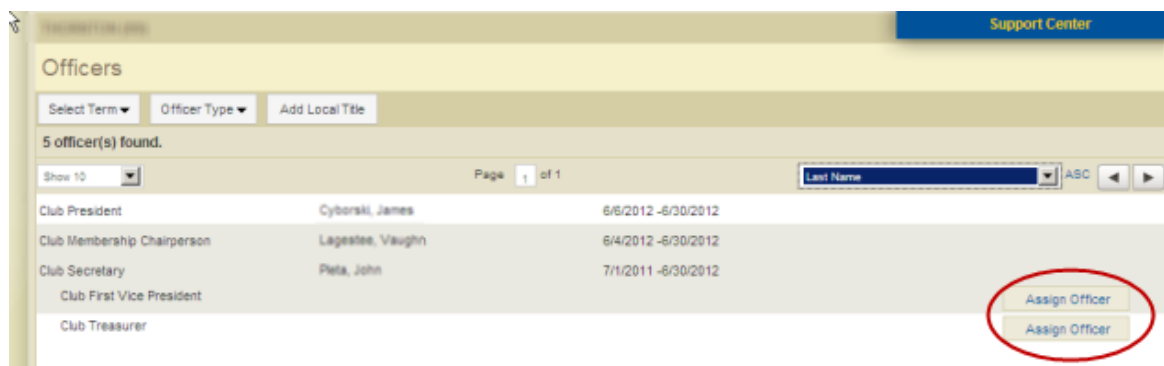 Support Center
Officers
Select Term Officer Type Add Local Title
5 officer(s) found.
Show 10 Page 1 of 1 Last Name ASC
Club President Cyborski, James 6/6/2012 -6/30/2012
Club Membership Chairperson Lagestee, Vaughn 6/4/2012 -6/30/2012
Club Secretary Pleta, John 7/1/2011 -6/30/2012
Club First Vice President Assign Officer
Club Treasurer Assign Officer